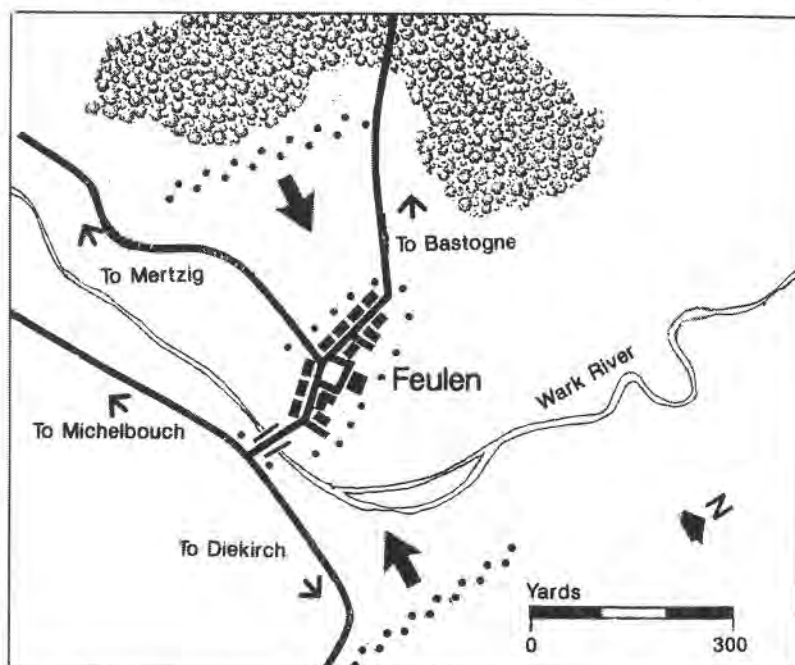 To Bastogne
To Mertzig
Feulen
Wark River
To Michelbouch
N
To Diekirch
Yards
0 300